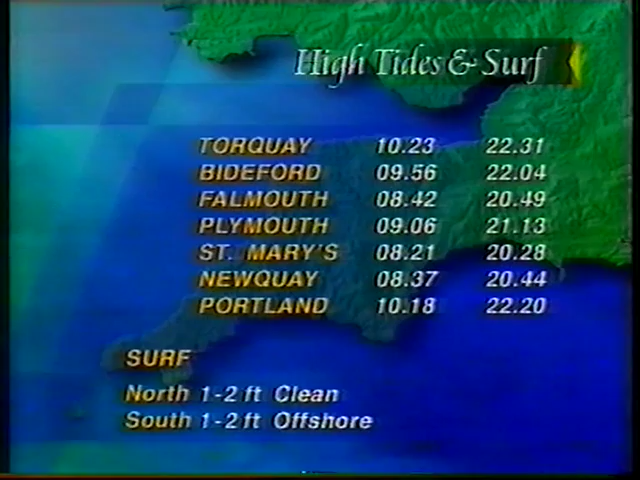 High Tides & Surf
TORQUAY 10.23 22.31
BIDEFORD 09.56 22.04
FALMOUTH 08.42 20.49
PLYMOUTH 09.06 21.13
ST. MARY'S 08.21 20.28
NEWQUAY 08.37 20.44
PORTLAND 10.18 22.20
SURF
North 1-2 ft Clean
South 1-2 ft Offshore